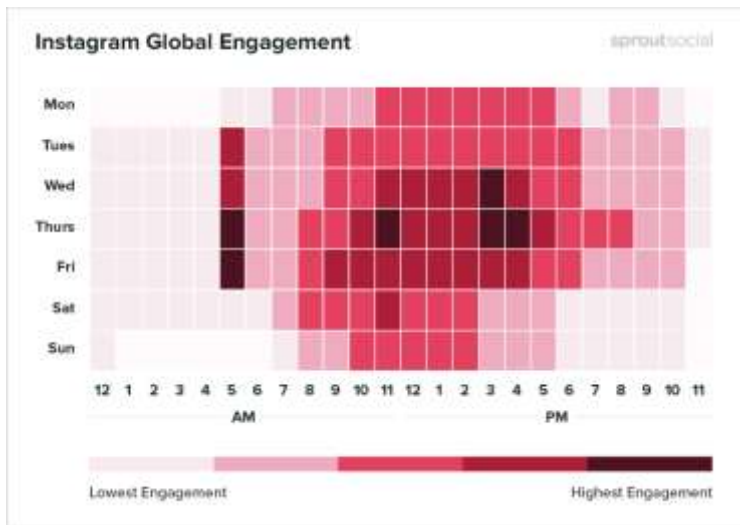 Instagram Global Engagement
sproutsocial
Mon
Tues
Wed
Thurs
Fri
Sat
Sun
12 1 2 3 4 5 6 7 8 9 10 11 12 1 2 3 4 5 6 7 8 9 10 11
AM PM
Lowest Engagement Highest Engagement